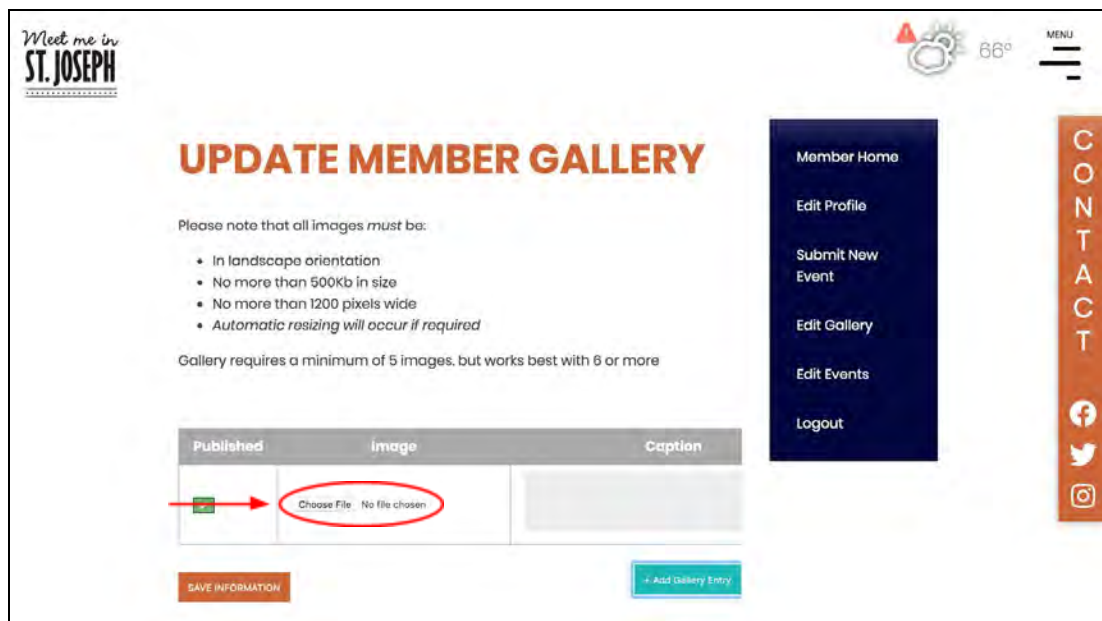 Meet me in
ST. JOSEPH
66°
MENU
UPDATE MEMBER GALLERY
Please note that all images must be:
• In landscape orientation
• No more than 500Kb in size
• No more than 1200 pixels wide
• Automatic resizing will occur if required
Gallery requires a minimum of 5 images. but works best with 6 or more
Published Image Caption
Choose File No file chosen
SAVE INFORMATION
+ Add Gallery Entry
Member Home
Edit Profile
Submit New
Event
Edit Gallery
Edit Events
Logout
CONTACT